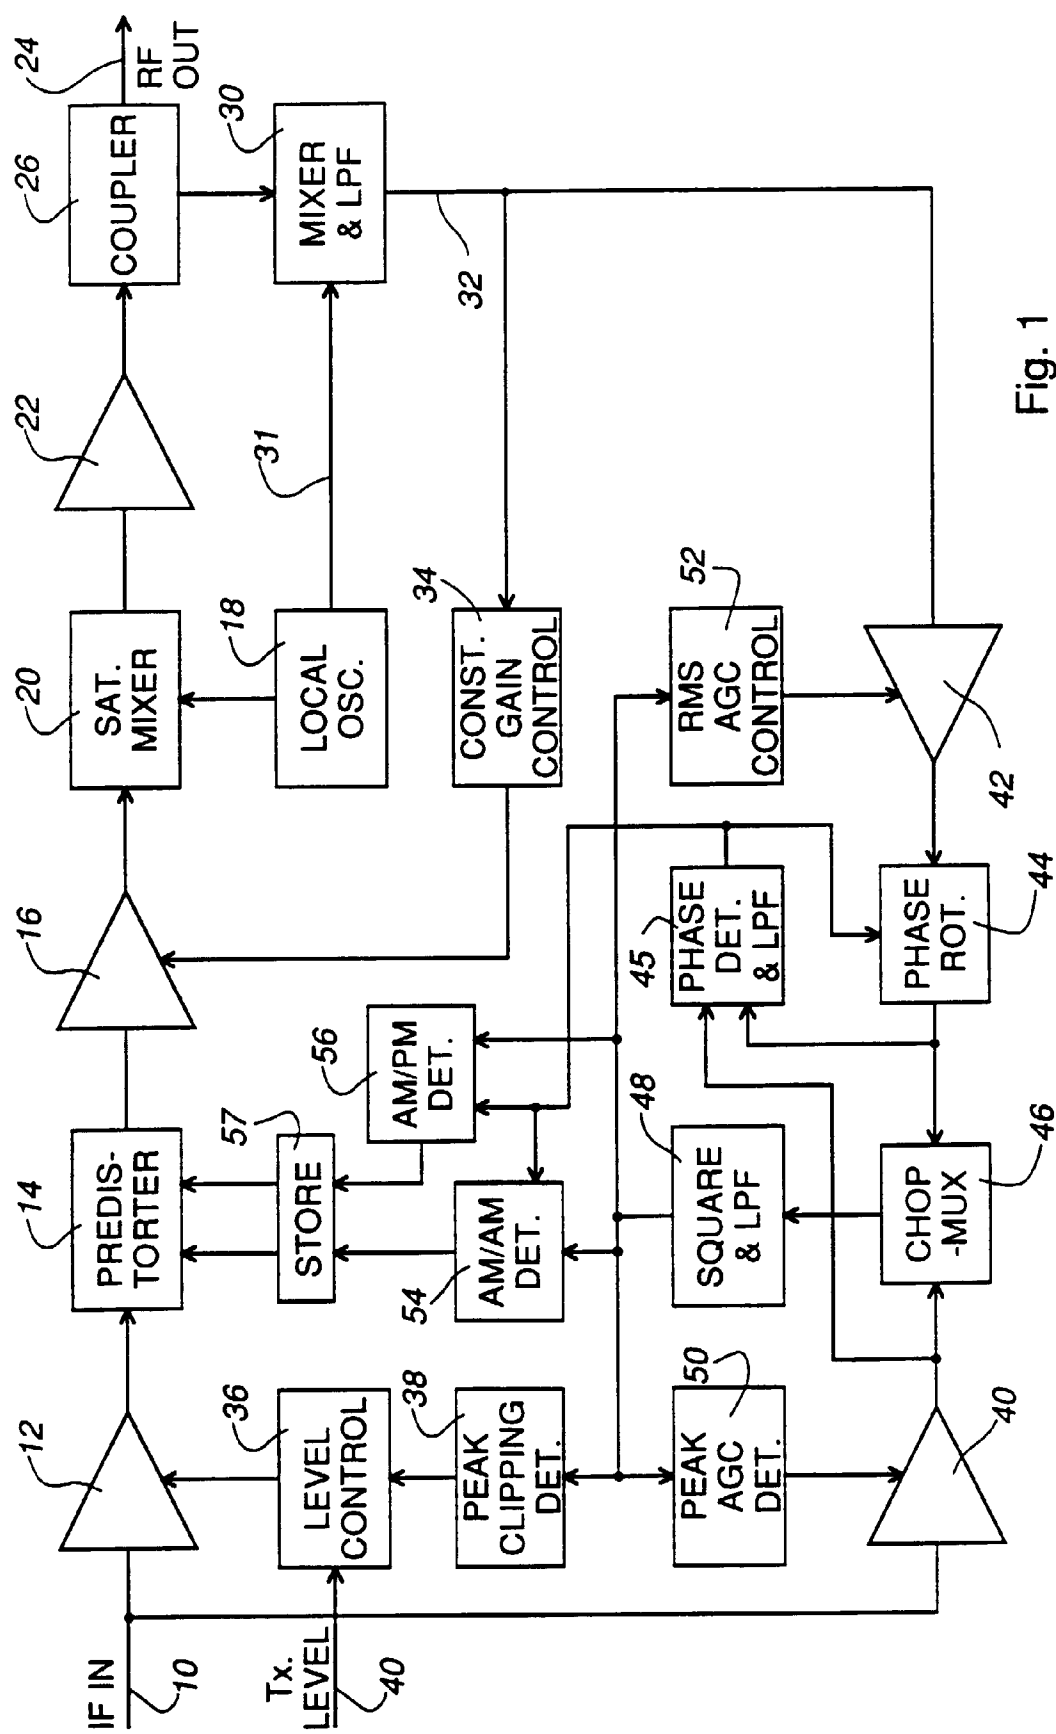 IF IN
10
12
PREDIS-
TORTER
14
16
SAT.
MIXER
20
22
COUPLER
26
24
RF
OUT
Tx.
LEVEL
40
LEVEL
CONTROL
36
STORE
57
LOCAL
OSC.
18
31
MIXER
& LPF
30
32
AM/PM
DET.
56
PEAK
CLIPPING
DET.
38
AM/AM
DET.
54
CONST.
GAIN
CONTROL
34
PEAK
AGC
DET.
50
SQUARE
& LPF
48
PHASE
DET.
& LPF
45
RMS
AGC
CONTROL
52
40
CHOP
-MUX
46
PHASE
ROT.
44
42
Fig. 1